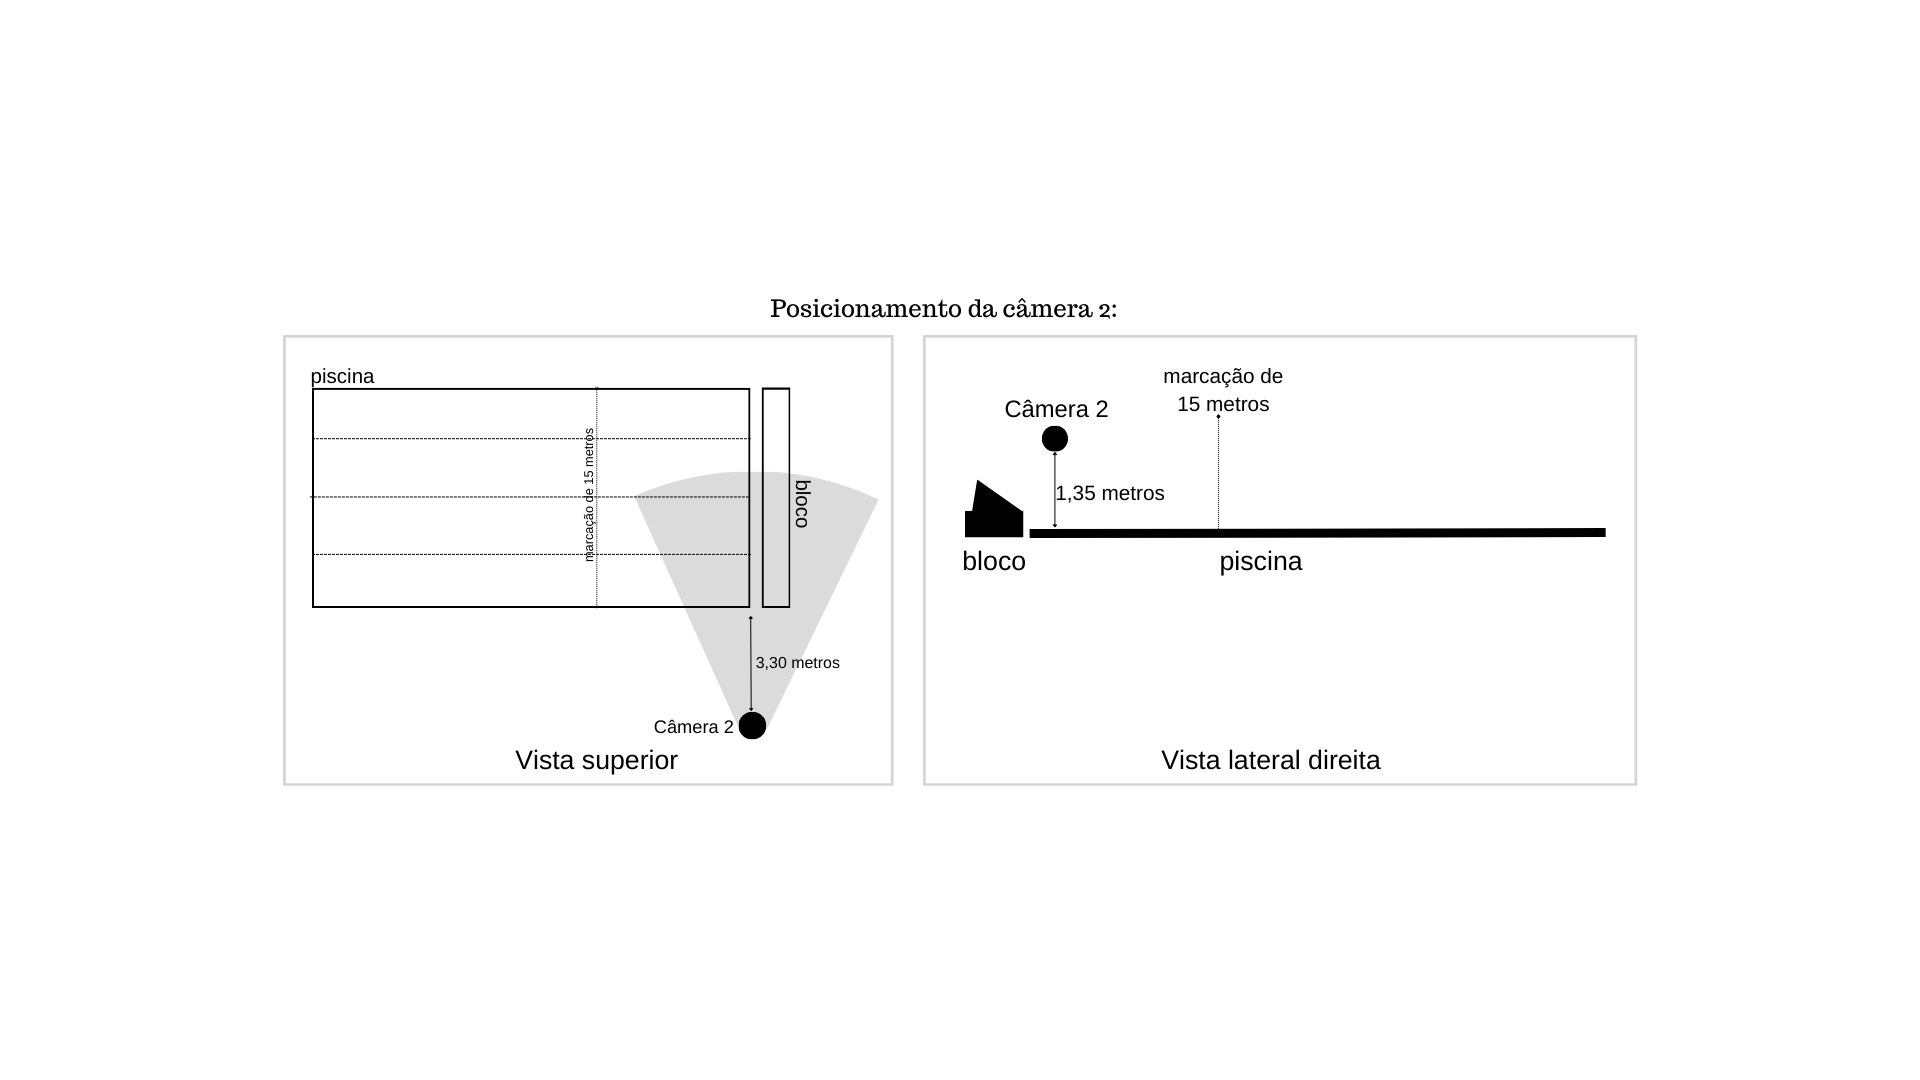 Posicionamento da câmera 2:
piscina
marcação de 15 metros
bloco
3,30 metros
Câmera 2
Vista superior
marcação de
15 metros
Câmera 2
1,35 metros
bloco
piscina
Vista lateral direita